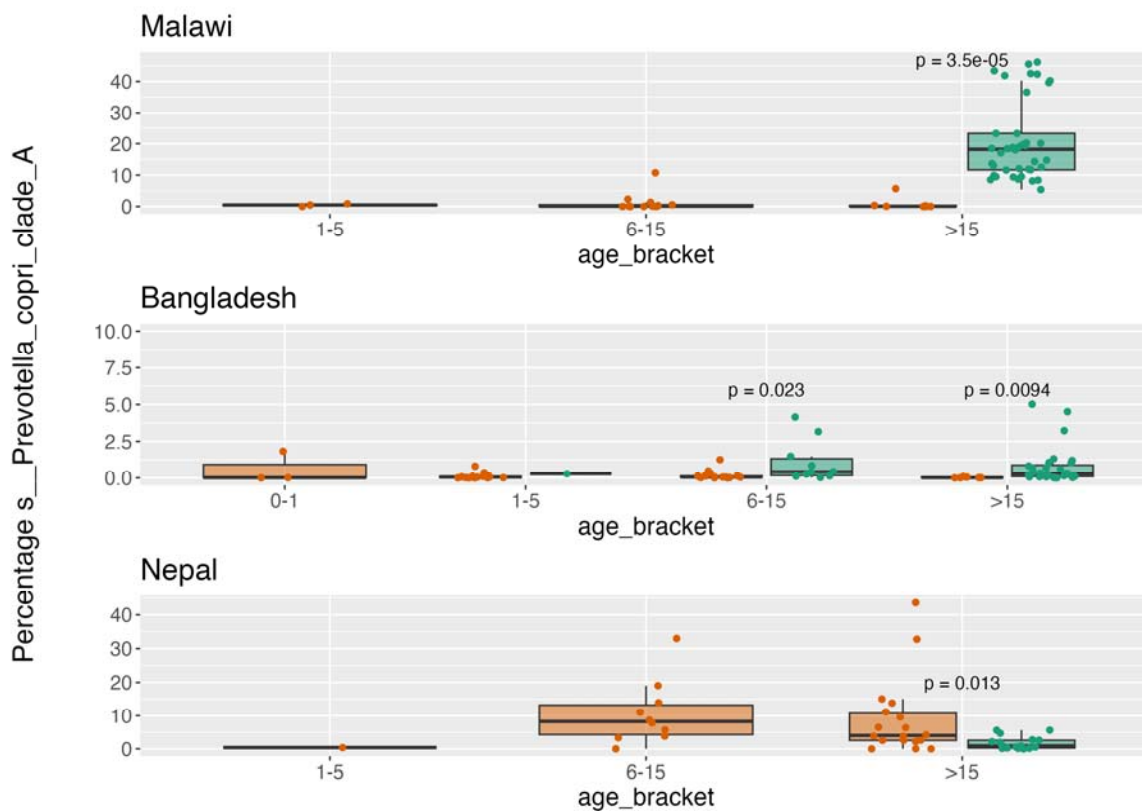 Percentage s__Prevotella_copri_clade_A
Malawi
p = 3.5e-05
40
30
20
10
0
1-5 6-15 >15
age_bracket
Bangladesh
10.0
7.5
p = 0.023 p = 0.0094
5.0
2.5
0.0
0-1 1-5 6-15 >15
age_bracket
Nepal
40
30
20
p = 0.013
10
0
1-5 6-15 >15
age_bracket